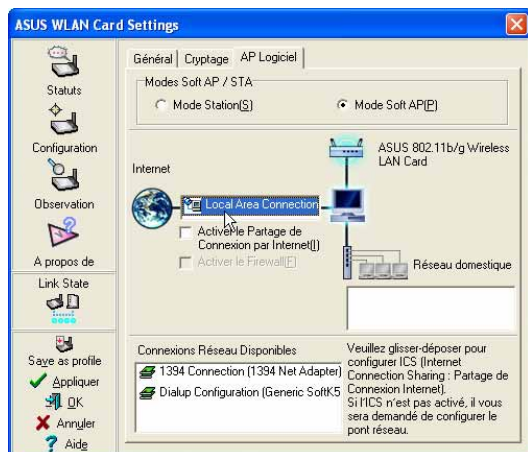 ASUS WLAN Card Settings
Statuts
Configuration
Observation
A propos de
Link State
Save as profile
Appliquer
OK
Annuler
Aide
Général
Cryptage
AP Logiciel
Modes Soft AP / STA
Mode Station(S)
Mode Soft AP(P)
ASUS 802.11b/g Wireless
LAN Card
Internet
Local Area Connection
Activer le Partage de
Connexion par Internet(I)
Activer le Firewall(F)
Réseau domestique
Connexions Réseau Disponibles
1394 Connection (1394 Net Adapter)
Dialup Configuration (Generic SoftK5
Veuillez glisser-déposer pour
configurer ICS (Internet
Connection Sharing : Partage de
Connexion Internet).
Si l'ICS n'est pas activé, il vous
sera demandé de configurer le
pont réseau.